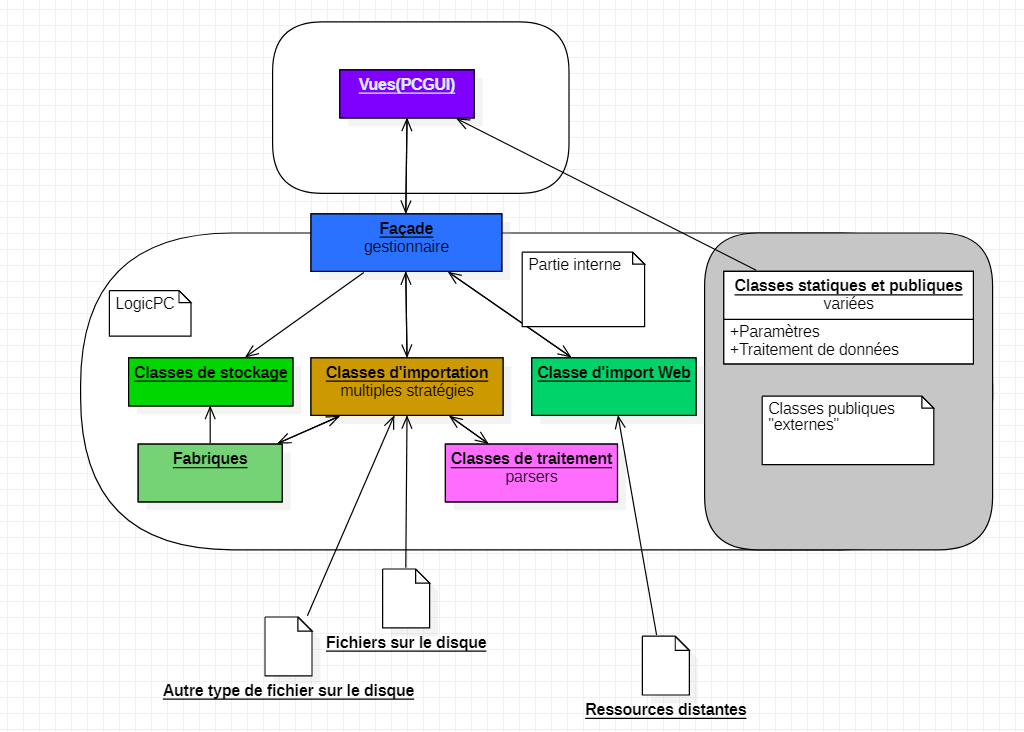 Vues(PCGUI)
Façade
gestionnaire
Partie interne
LogicPC
Classes statiques et publiques
variées
+Paramètres
+Traitement de données
Classes de stockage
Classes d'importation
multiples stratégies
Classe d'import Web
Classes publiques
"externes"
Fabriques
Classes de traitement
parsers
Fichiers sur le disque
Autre type de fichier sur le disque
Ressources distantes